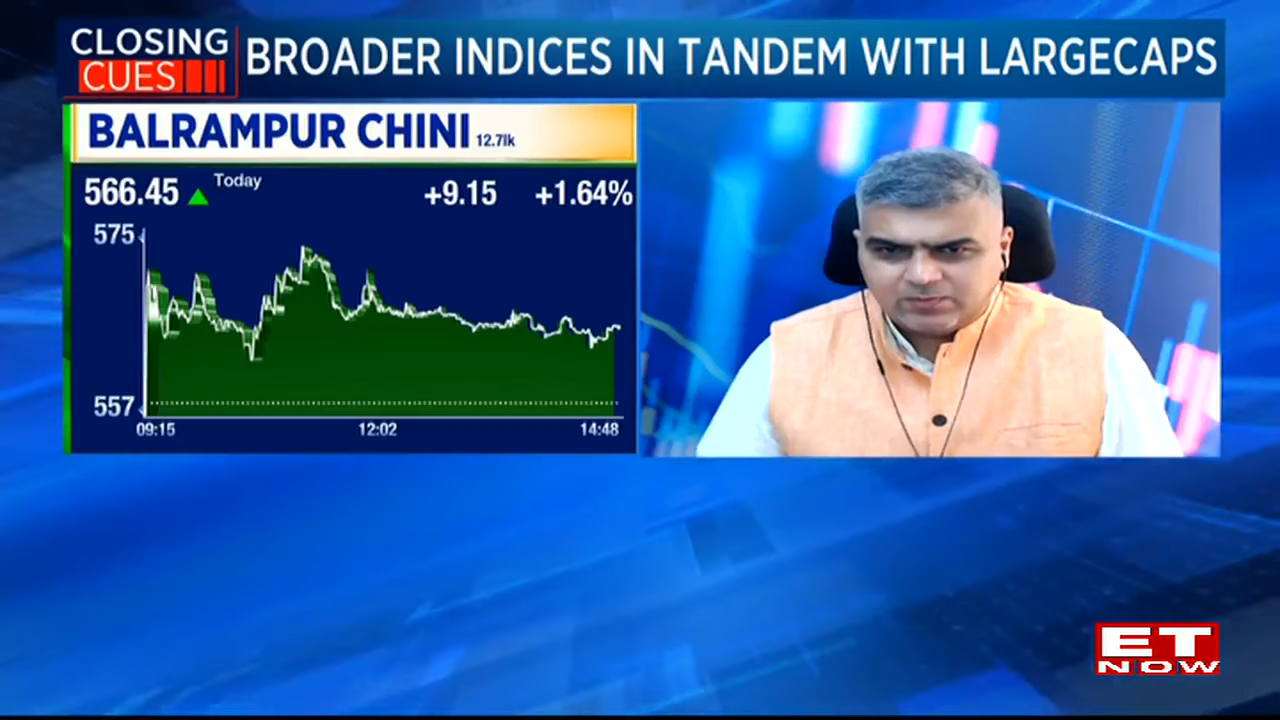 CLOSING
CUES
BROADER INDICES IN TANDEM WITH LARGECAPS
BALRAMPUR CHINI 12.7lk
566.45 Today +9.15 +1.64%
575
557
09:15 12:02 14:48
ET
NOW